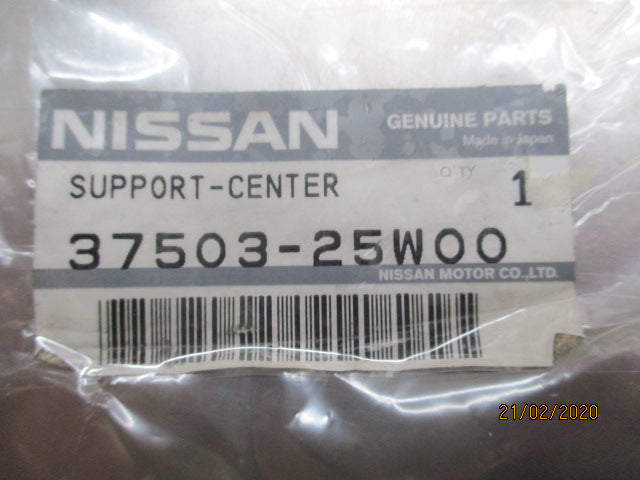 NISSAN
GENUINE PARTS
Made in Japan
SUPPORT-CENTER
Q'TY
1
37503-25W00
NISSAN MOTOR CO.,LTD.
21/02/2020